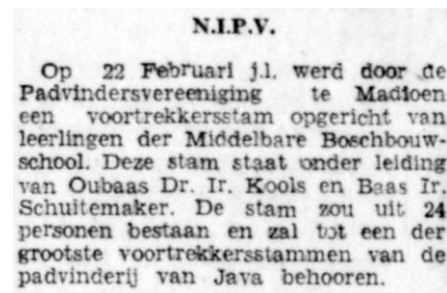 N.I.P.V.
Op 22 Februari j.l. werd door de
Padvindersvereeniging te Madioen
een voortrekkersstam opgericht van
leerlingen der Middelbare Boschbouw-
school. Deze stam staat onder leiding
van Oubaas Dr. Ir. Kools en Baas Ir.
Schuitemaker. De stam zou uit 24
personen bestaan en zal tot een der
grootste voortrekkersstammen van de
padvinderij van Java behooren.